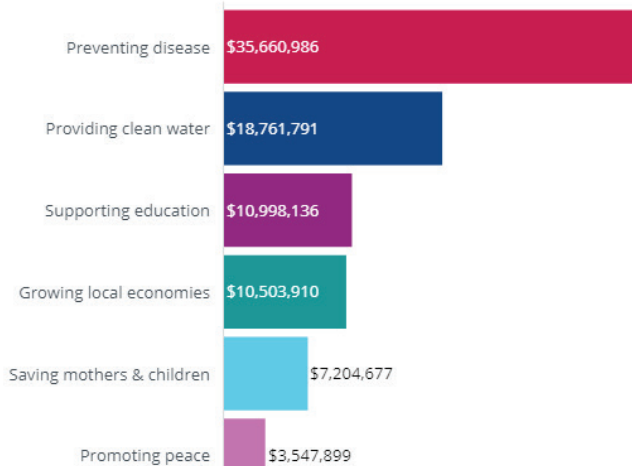 Preventing disease $35,660,986
Providing clean water $18,761,791
Supporting education $10,998,136
Growing local economies $10,503,910
Saving mothers & children $7,204,677
Promoting peace $3,547,899